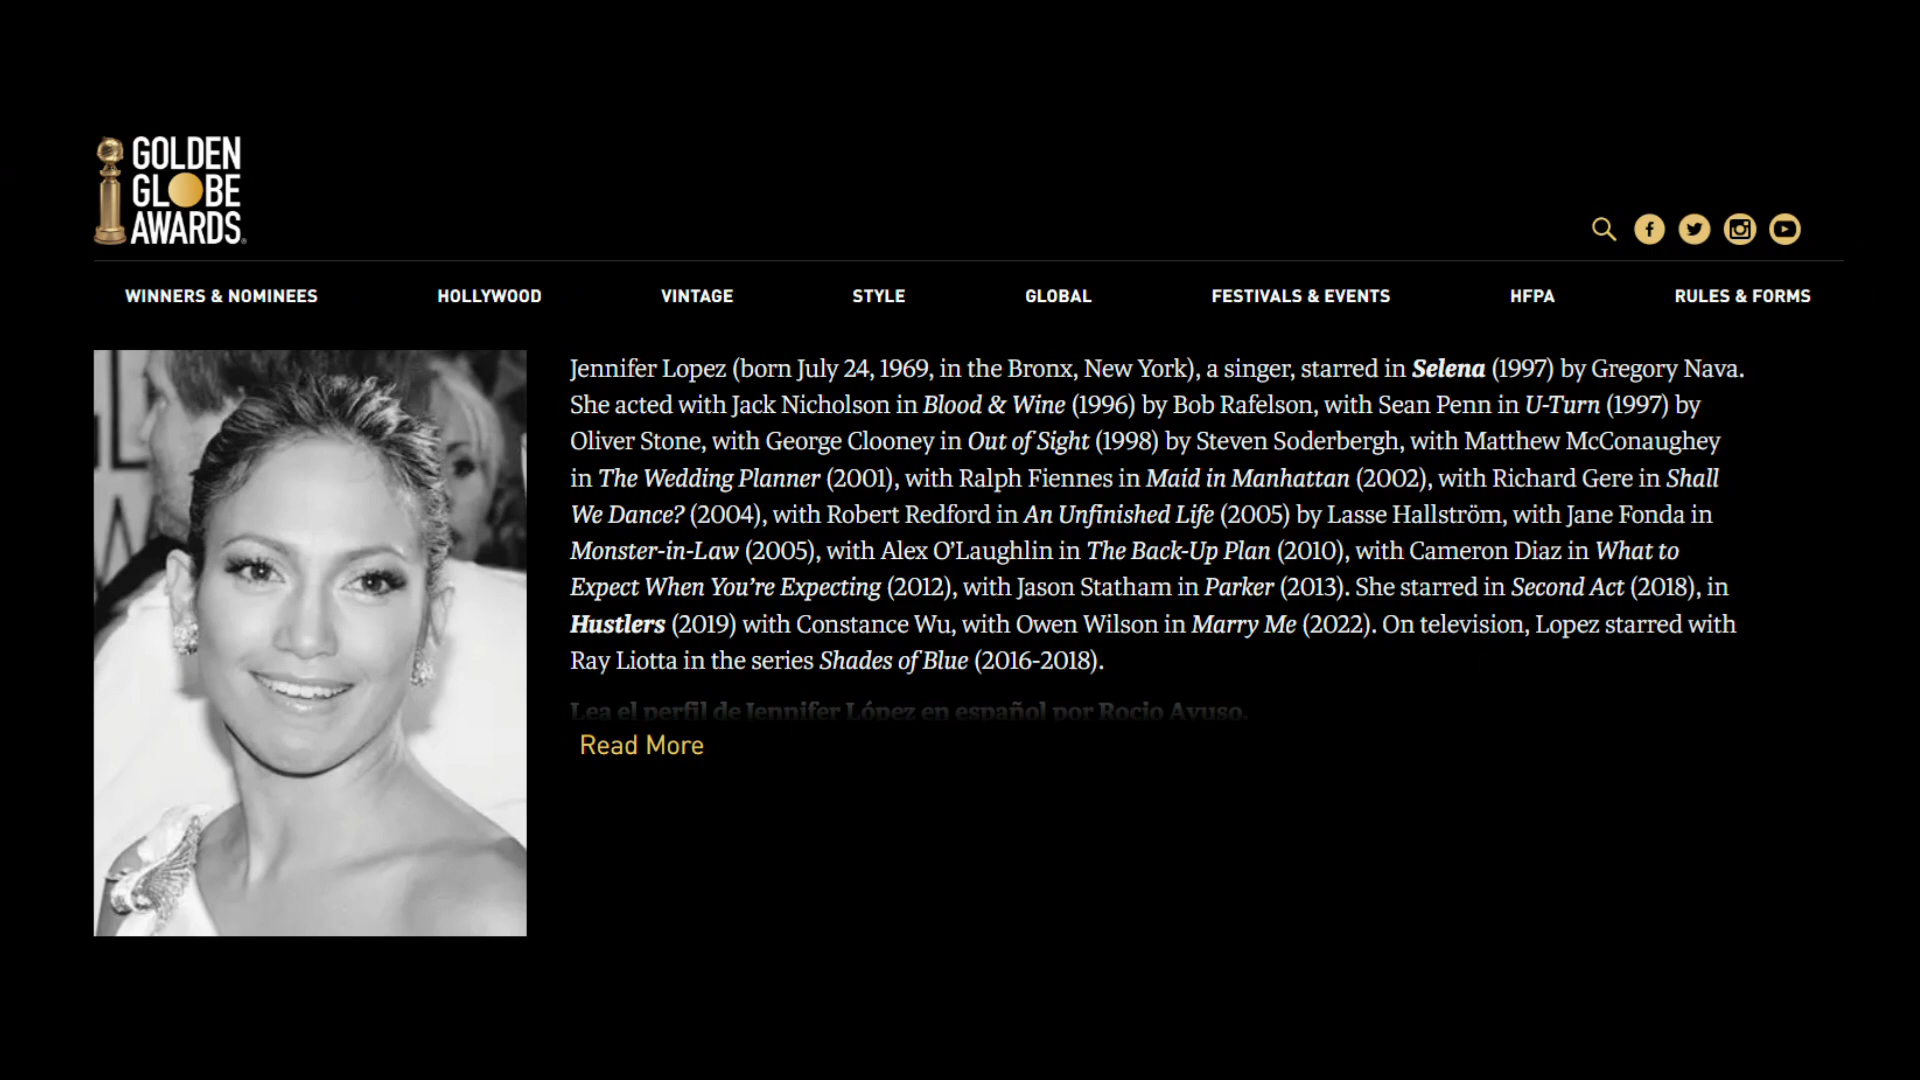 GOLDEN
GLOBE
AWARDS
WINNERS & NOMINEES HOLLYWOOD VINTAGE STYLE GLOBAL FESTIVALS & EVENTS HFPA RULES & FORMS
Jennifer Lopez (born July 24, 1969, in the Bronx, New York), a singer, starred in Selena (1997) by Gregory Nava.
She acted with Jack Nicholson in Blood & Wine (1996) by Bob Rafelson, with Sean Penn in U-Turn (1997) by
Oliver Stone, with George Clooney in Out of Sight (1998) by Steven Soderbergh, with Matthew McConaughey
in The Wedding Planner (2001), with Ralph Fiennes in Maid in Manhattan (2002), with Richard Gere in Shall
We Dance? (2004), with Robert Redford in An Unfinished Life (2005) by Lasse Hallström, with Jane Fonda in
Monster-in-Law (2005), with Alex O’Laughlin in The Back-Up Plan (2010), with Cameron Diaz in What to
Expect When You’re Expecting (2012), with Jason Statham in Parker (2013). She starred in Second Act (2018), in
Hustlers (2019) with Constance Wu, with Owen Wilson in Marry Me (2022). On television, Lopez starred with
Ray Liotta in the series Shades of Blue (2016-2018).
Lea el perfil de Jennifer López en español por Rocio Ayuso.
Read More